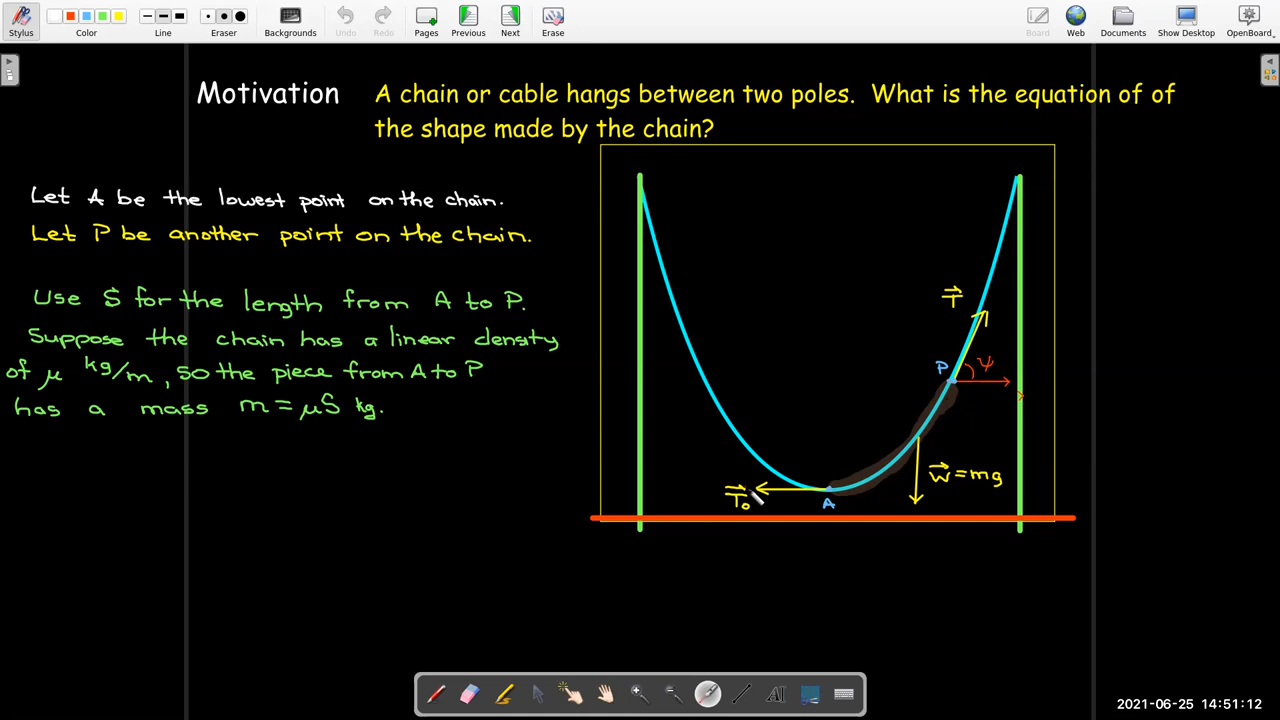 Stylus
Color
Line
Eraser
Backgrounds
Undo
Redo
Pages
Previous
Next
Erase
Board
Web
Documents
Show Desktop
OpenBoard
Motivation
A chain or cable hangs between two poles. What is the equation of of
the shape made by the chain?
Let A be the lowest point on the chain.
Let P be another point on the chain.
Use S for the length from A to P.
Suppose the chain has a linear density
of μ kg/m, so the piece from A to P
has a mass m = μS kg.
T⃗
P
ψ
W⃗ = mg
T⃗₀
A
AI
2021-06-25 14:51:12